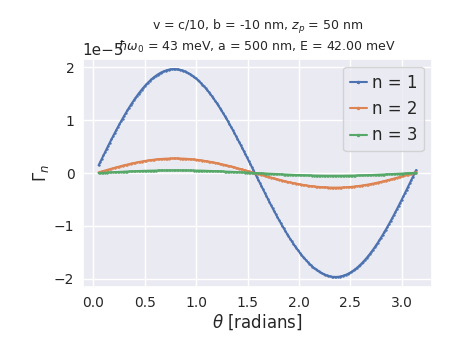 v = c/10, b = -10 nm, z_p = 50 nm
ℏω_0 = 43 meV, a = 500 nm, E = 42.00 meV
1e−5
n = 1
n = 2
n = 3
2
1
0
−1
−2
Γ_n
0.0 0.5 1.0 1.5 2.0 2.5 3.0
θ [radians]